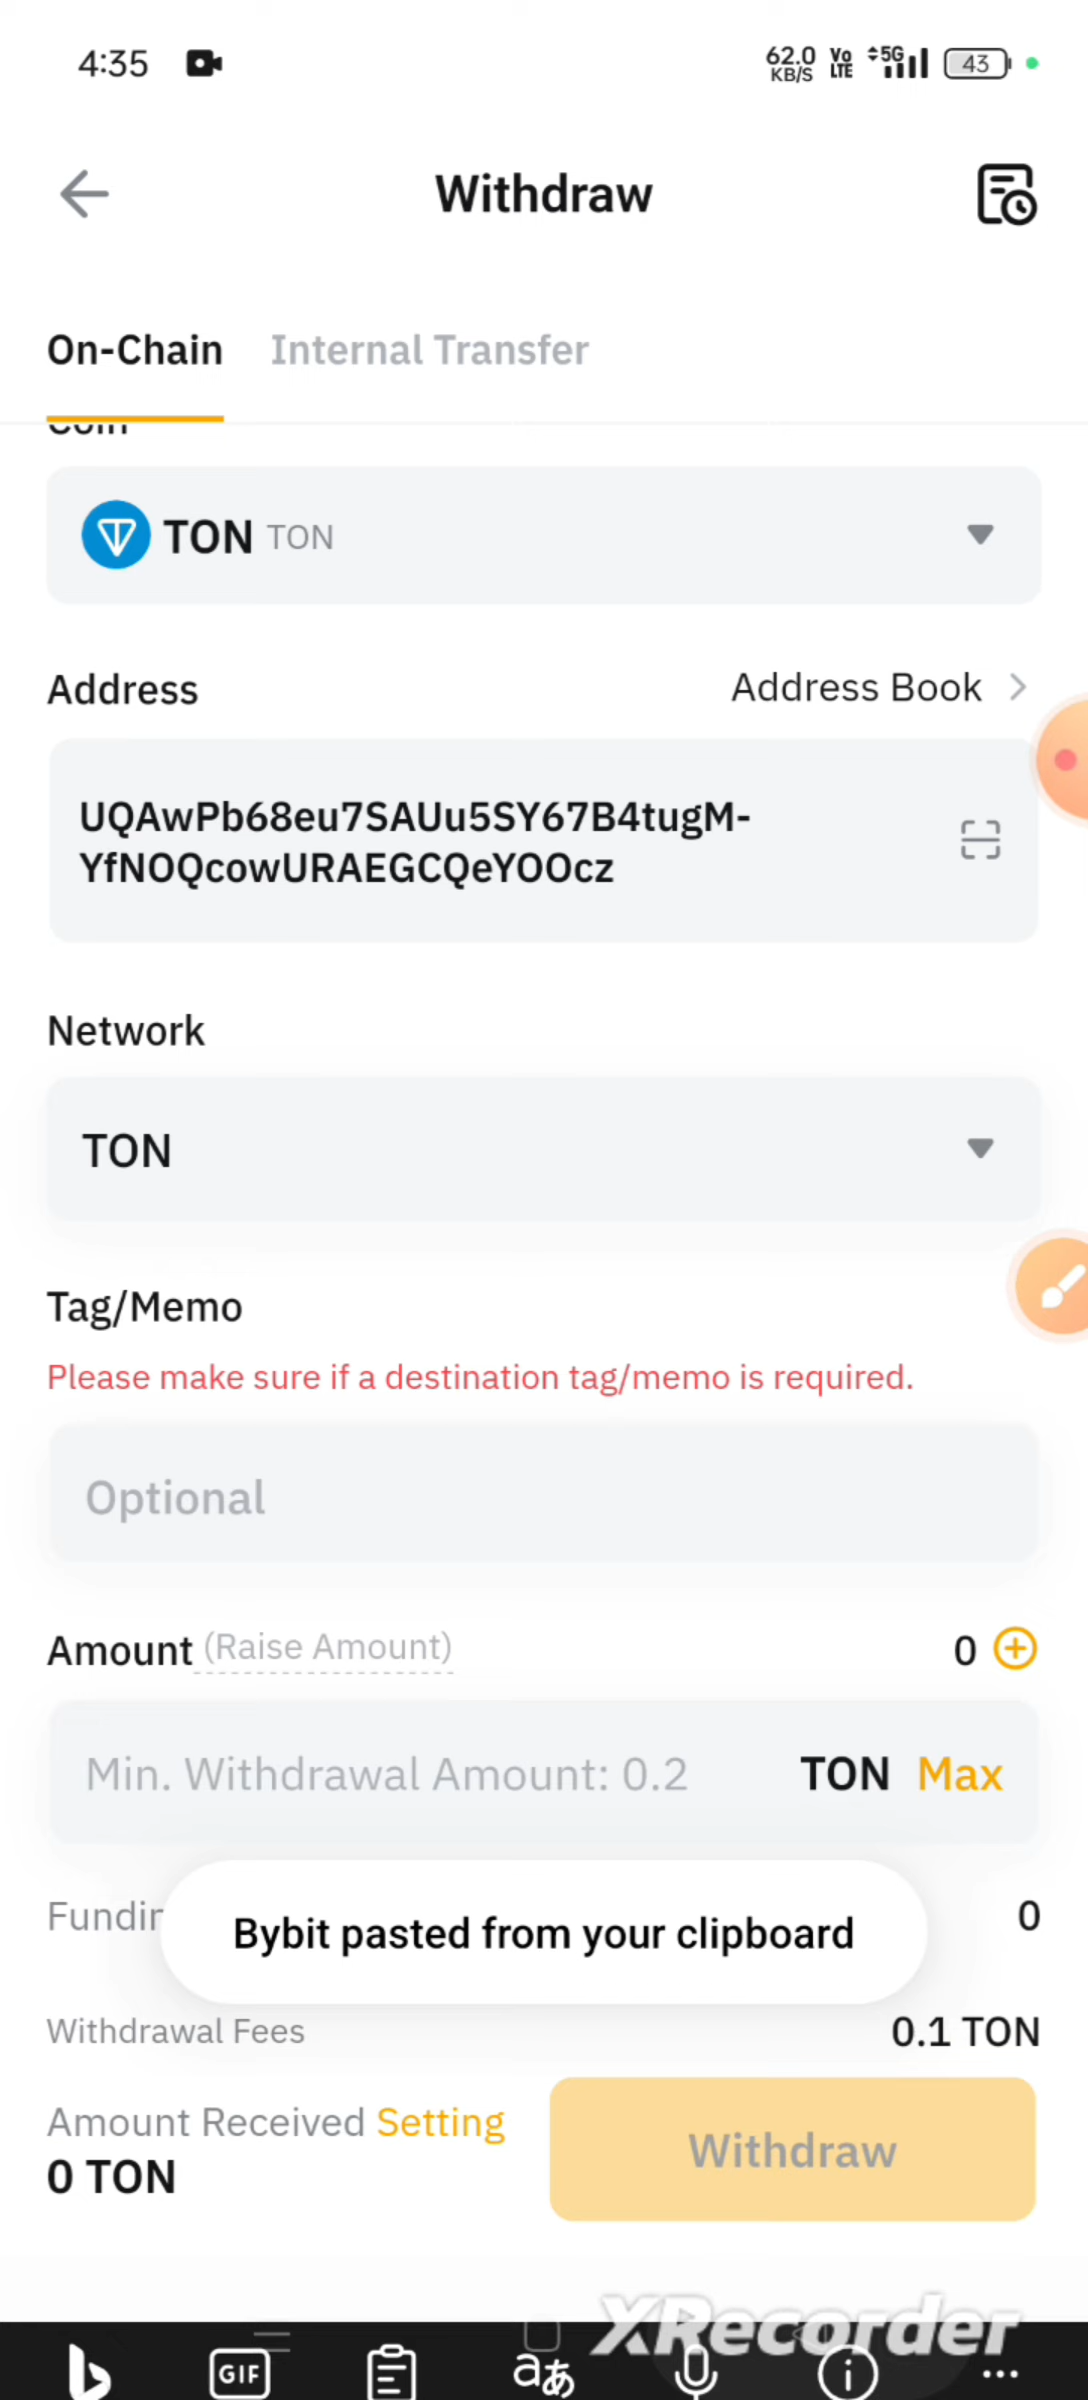 4:35
62.0 KB/S Vo LTE 5G 43
Withdraw
On-Chain Internal Transfer
Coin
TON TON
Address Address Book
UQAwPb68eu7SAUu5SY67B4tugM-
YfNOQcowURAEGCQeYOOcz
Network
TON
Tag/Memo
Please make sure if a destination tag/memo is required.
Optional
Amount (Raise Amount) 0
Min. Withdrawal Amount: 0.2 TON Max
0
Bybit pasted from your clipboard
Withdrawal Fees 0.1 TON
Amount Received Setting
0 TON
Withdraw
XRecorder
GIF aあ